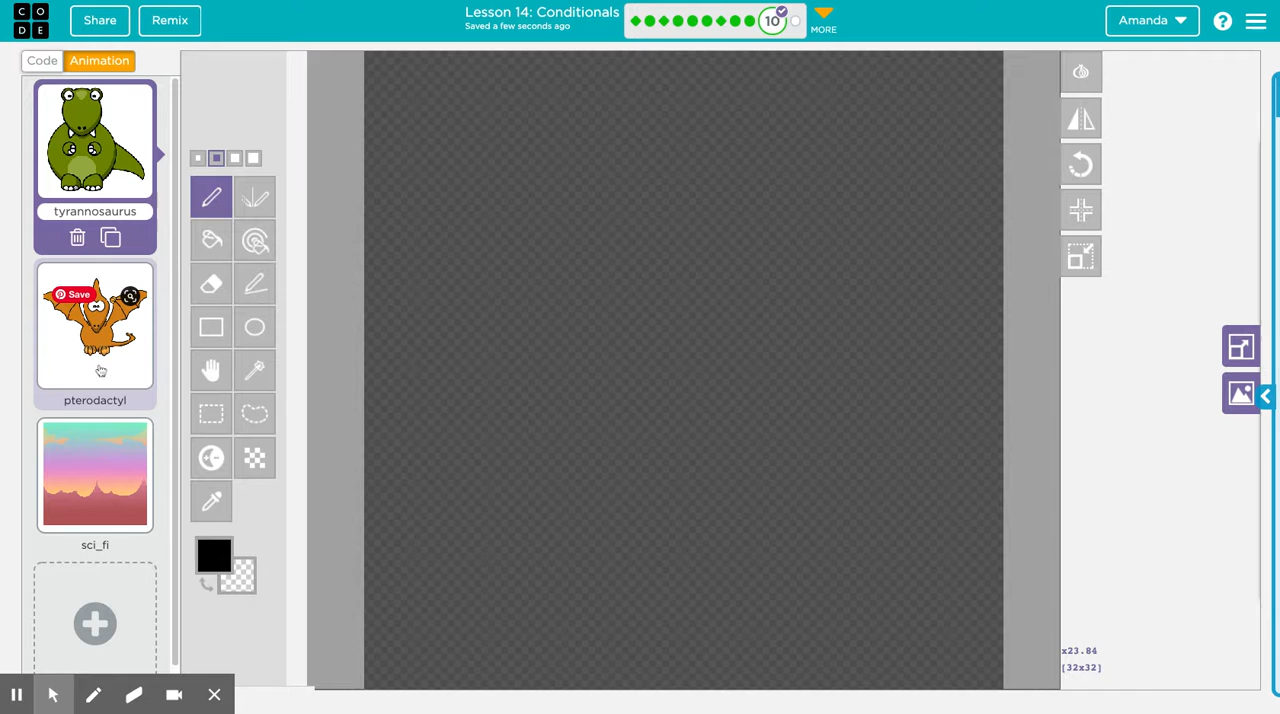 CODE
Share
Remix
Lesson 14: Conditionals
Saved a few seconds ago
10
MORE
Amanda
?
Code
Animation
tyrannosaurus
Save
pterodactyl
sci_fi
x23.84
[32x32]